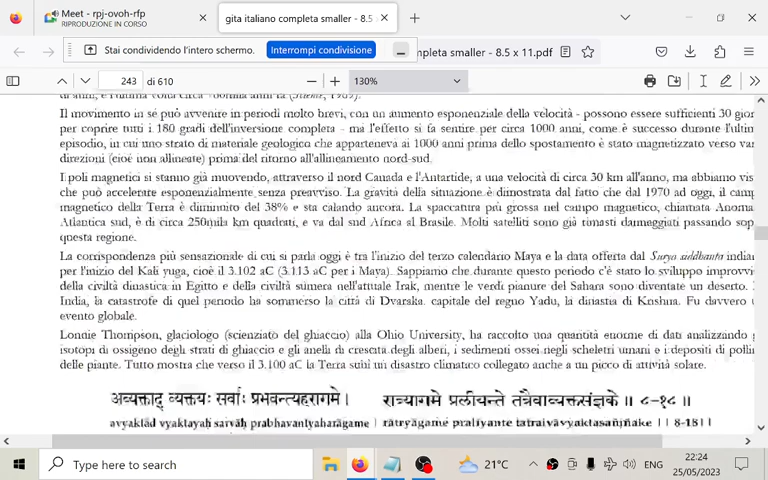 Meet - rpj-ovoh-rfp
RIPRODUZIONE IN CORSO
gita italiano completa smaller - 8.5
Stai condividendo l'intero schermo.
Interrompi condivisione
mpleta smaller - 8.5 x 11.pdf
243
di 610
130%
di anni, e l'ultima volta circa
Il movimento in sé può avvenire in periodi molto brevi, con un aumento esponenziale della velocità - possono essere sufficienti 30 gior
per coprire tutti i 180 gradi dell'inversione completa - ma l'effetto si fa sentire per circa 1000 anni, come è successo durante l'ultim
episodio, in cui uno strato di materiale geologico che apparteneva ai 1000 anni prima dello spostamento è stato magnetizzato verso var
direzioni (cioè non allineate) prima del ritorno all'allineamento nord-sud.
I poli magnetici si stanno già muovendo, attraverso il nord Canada e l'Antartide, a una velocità di circa 30 km all'anno, ma abbiamo vis
che può accelerare esponenzialmente senza preavviso. La gravità della situazione è dimostrata dal fatto che dal 1970 ad oggi, il camp
magnetico della Terra è diminuito del 38% e sta calando ancora. La spaccatura più grossa nel campo magnetico, chiamata Anoma
Atlantica sud, è di circa 250mila km quadrati, e va dal sud Africa al Brasile. Molti satelliti sono già rimasti danneggiati passando sop
questa regione.
La corrispondenza più sensazionale di cui si parla oggi è tra l'inizio del terzo calendario Maya e la data offerta dal Surya siddhanta indian
per l'inizio del Kali yuga, cioè il 3.102 aC (3.113 aC per i Maya). Sappiamo che durante questo periodo c'è stato lo sviluppo improvvi
della civiltà dinastica in Egitto e della civiltà sumera nell'attuale Irak, mentre le verdi pianure del Sahara sono diventate un deserto.
India, la catastrofe di quel periodo ha sommerso la città di Dvaraka, capitale del regno Yadu, la dinastia di Krishna. Fu davvero u
evento globale.
Lonnie Thompson, glaciologo (scienziato del ghiaccio) alla Ohio University, ha raccolto una quantità enorme di dati analizzando g
isotopi di ossigeno degli strati di ghiaccio e gli anelli di crescita degli alberi, i sedimenti ossei negli scheletri umani e i depositi di pollin
delle piante. Tutto mostra che verso il 3.100 aC la Terra subì un disastro climatico collegato anche a un picco di attività solare.
अव्यक्ताद् व्यक्तयः सर्वाः प्रभवन्त्यहरागमे । रात्र्यागमे प्रलीयन्ते तत्रैवाव्यक्तसंज्ञके ॥ ८-१८ ॥
avyaktād vyaktayaḥ sarvāḥ prabhavantyaharāgame | rātryāgame pralīyante tatraivāvyaktasaṁjñake || 8-18 ||
Type here to search
21°C
ENG
22:24
25/05/2023